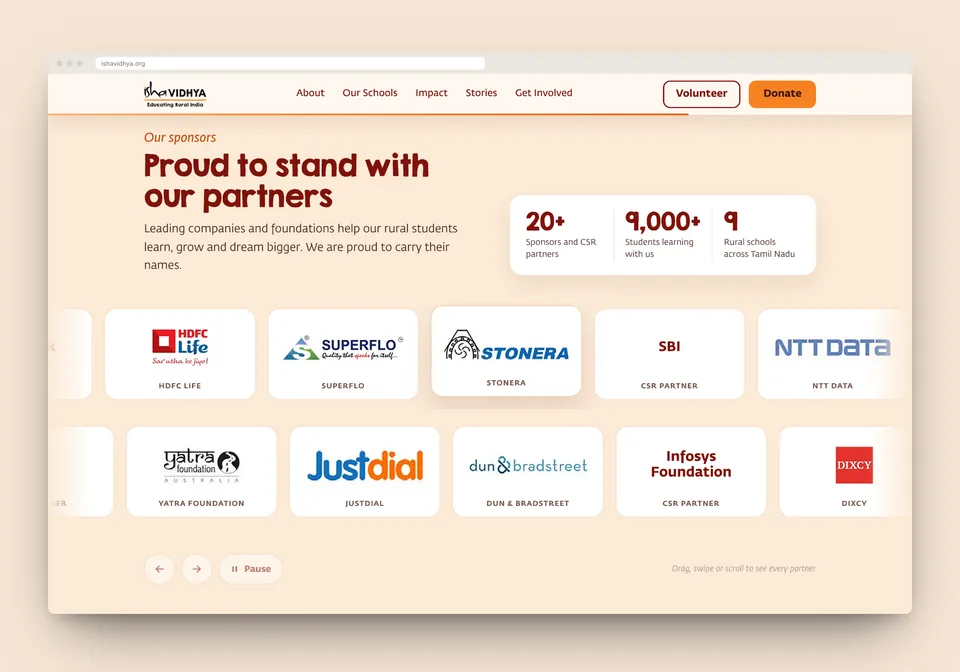 ishavidhya.org
isha VIDHYA
Educating Rural India
About Our Schools Impact Stories Get Involved
Volunteer Donate
Our sponsors
Proud to stand with
our partners
Leading companies and foundations help our rural students
learn, grow and dream bigger. We are proud to carry their
names.
20+
Sponsors and CSR
partners
9,000+
Students learning
with us
9
Rural schools
across Tamil Nadu
HDFC
Life
Sar utha ke jiyo!
HDFC LIFE
SUPERFLO
Quality that speaks for itself...
SUPERFLO
STONERA
STONERA
SBI
CSR PARTNER
NTT DATA
NTT DATA
yatra
foundation
AUSTRALIA
YATRA FOUNDATION
Justdial
JUSTDIAL
dun & bradstreet
DUN & BRADSTREET
Infosys
Foundation
CSR PARTNER
DIXCY
DIXCY
Pause
Drag, swipe or scroll to see every partner